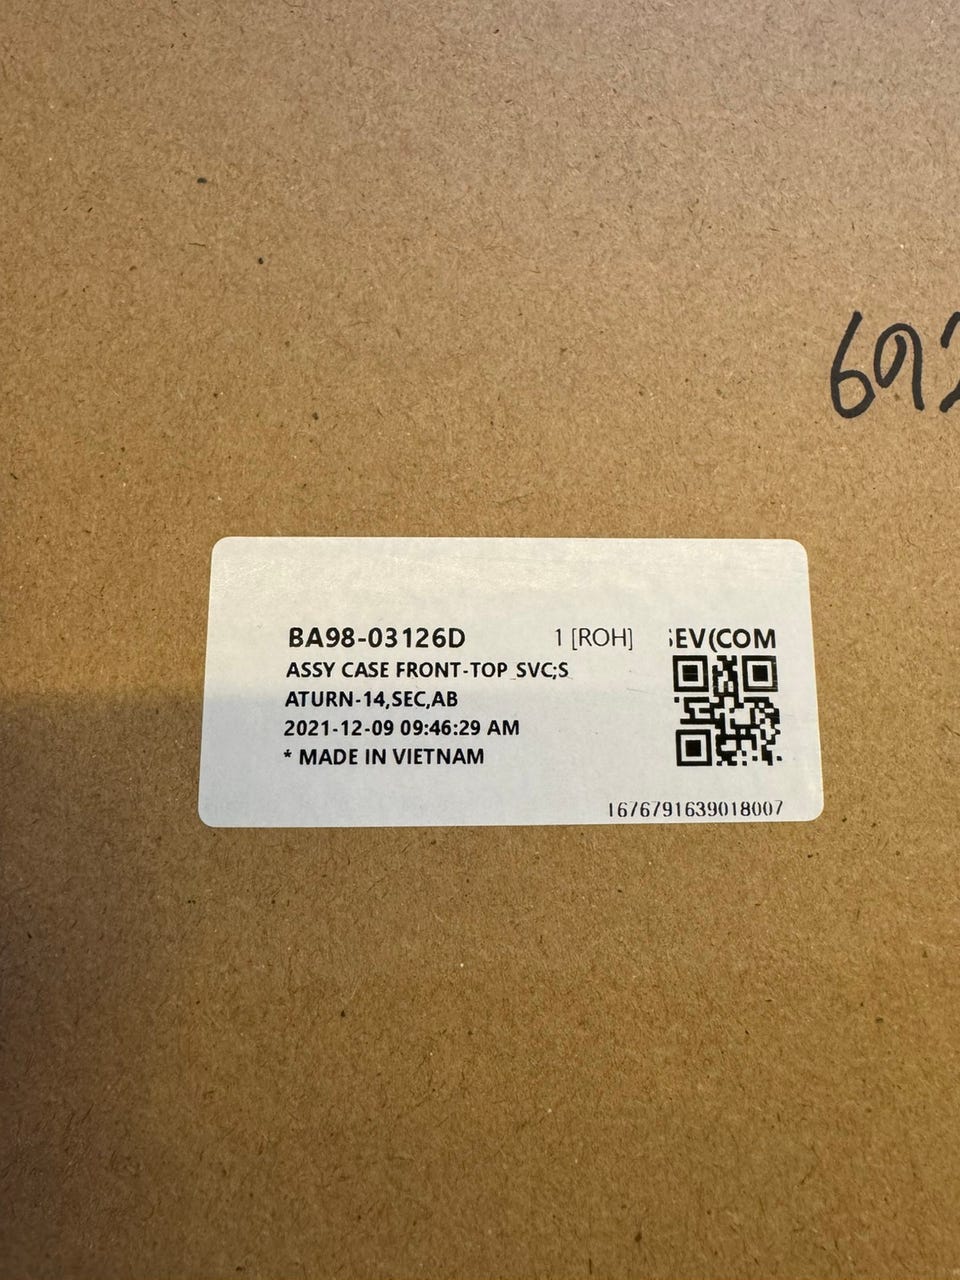 692
BA98-03126D 1 [ROH] SEV(COM
ASSY CASE FRONT-TOP_SVC;S
ATURN-14,SEC,AB
2021-12-09 09:46:29 AM
* MADE IN VIETNAM
1676791639018007